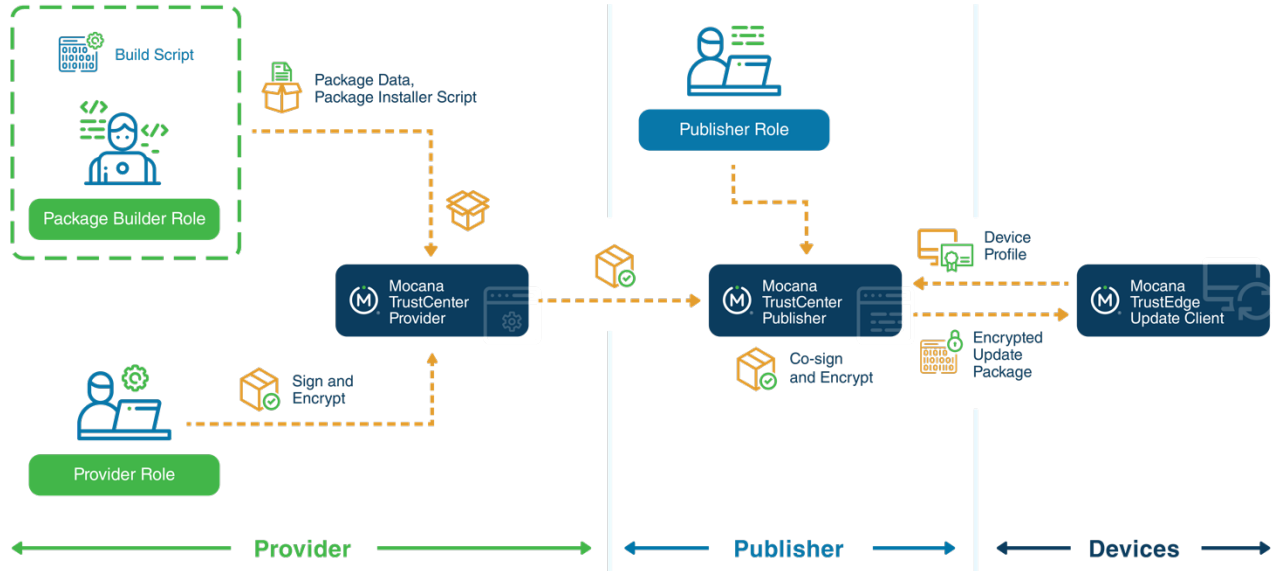 Build Script
Package Builder Role
Package Data,
Package Installer Script
Mocana
TrustCenter
Provider
Sign and
Encrypt
Provider Role
Publisher Role
Mocana
TrustCenter
Publisher
Co-sign
and Encrypt
Device
Profile
Encrypted
Update
Package
Mocana
TrustEdge
Update Client
Provider
Publisher
Devices